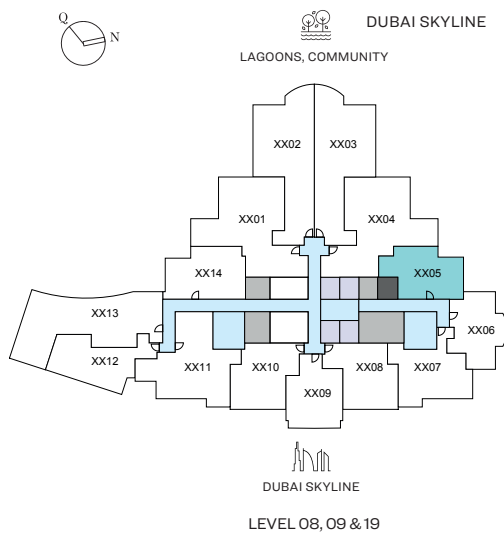 Q
N
DUBAI SKYLINE
LAGOONS, COMMUNITY
XX02
XX03
XX01
XX04
XX14
XX05
XX13
XX06
XX12
XX11
XX10
XX08
XX07
XX09
DUBAI SKYLINE
LEVEL 08, 09 & 19